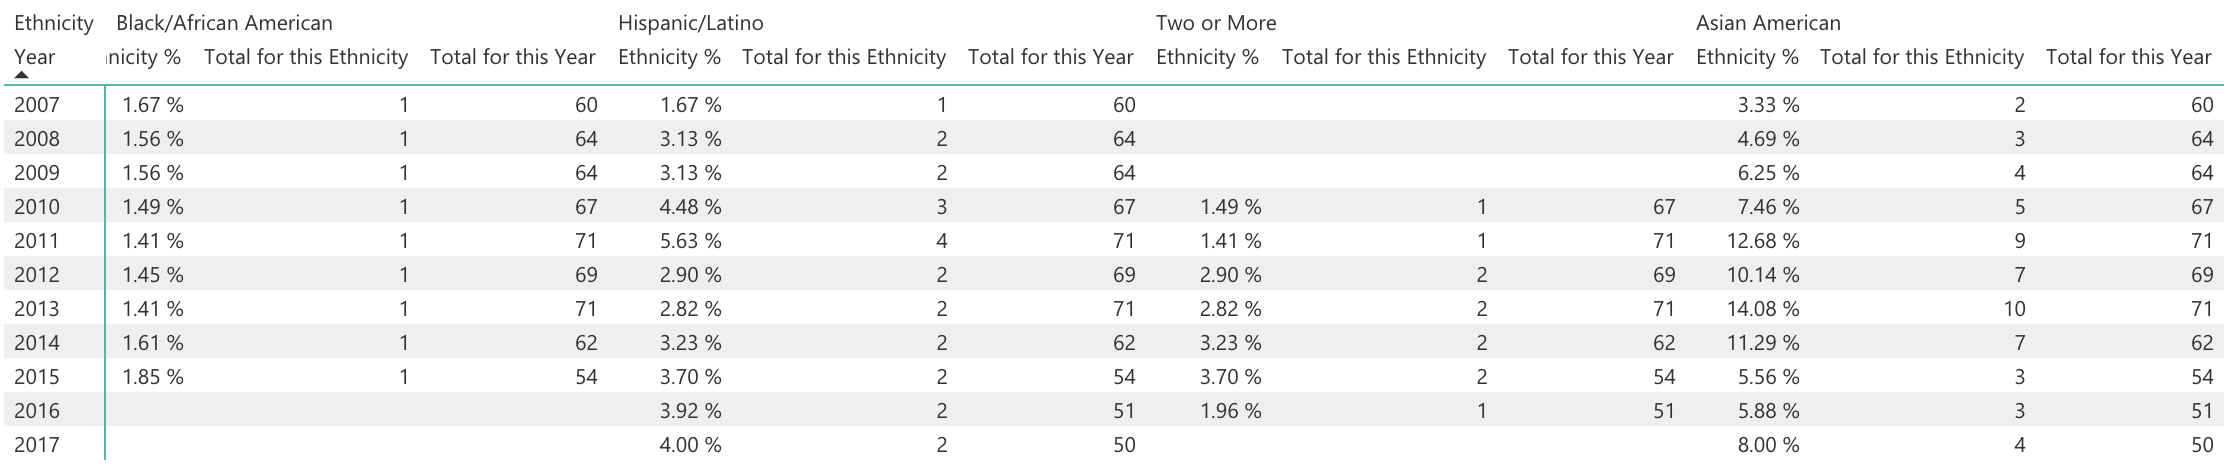 Ethnicity Black/African American Hispanic/Latino Two or More Asian American
Year nicity % Total for this Ethnicity Total for this Year Ethnicity % Total for this Ethnicity Total for this Year Ethnicity % Total for this Ethnicity Total for this Year Ethnicity % Total for this Ethnicity Total for this Year
2007 1.67 % 1 60 1.67 % 1 60 3.33 % 2 60
2008 1.56 % 1 64 3.13 % 2 64 4.69 % 3 64
2009 1.56 % 1 64 3.13 % 2 64 6.25 % 4 64
2010 1.49 % 1 67 4.48 % 3 67 1.49 % 1 67 7.46 % 5 67
2011 1.41 % 1 71 5.63 % 4 71 1.41 % 1 71 12.68 % 9 71
2012 1.45 % 1 69 2.90 % 2 69 2.90 % 2 69 10.14 % 7 69
2013 1.41 % 1 71 2.82 % 2 71 2.82 % 2 71 14.08 % 10 71
2014 1.61 % 1 62 3.23 % 2 62 3.23 % 2 62 11.29 % 7 62
2015 1.85 % 1 54 3.70 % 2 54 3.70 % 2 54 5.56 % 3 54
2016 3.92 % 2 51 1.96 % 1 51 5.88 % 3 51
2017 4.00 % 2 50 8.00 % 4 50